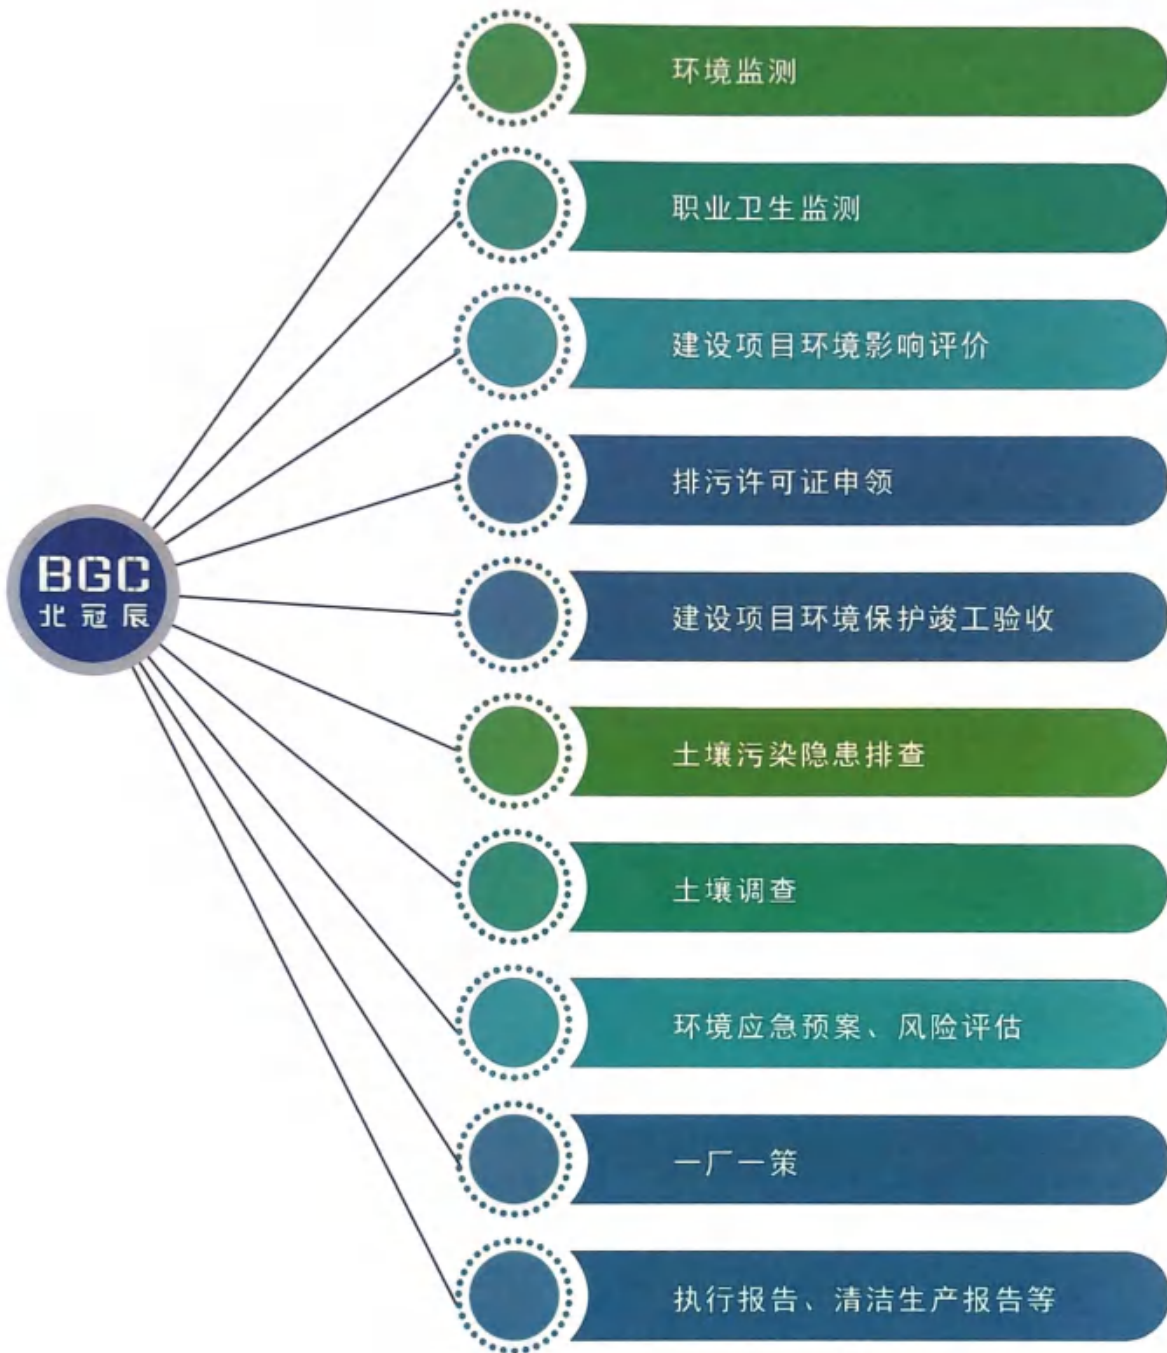 环境监测
职业卫生监测
建设项目环境影响评价
排污许可证申领
BGC
北冠辰
建设项目环境保护竣工验收
土壤污染隐患排查
土壤调查
环境应急预案、风险评估
一厂一策
执行报告、清洁生产报告等